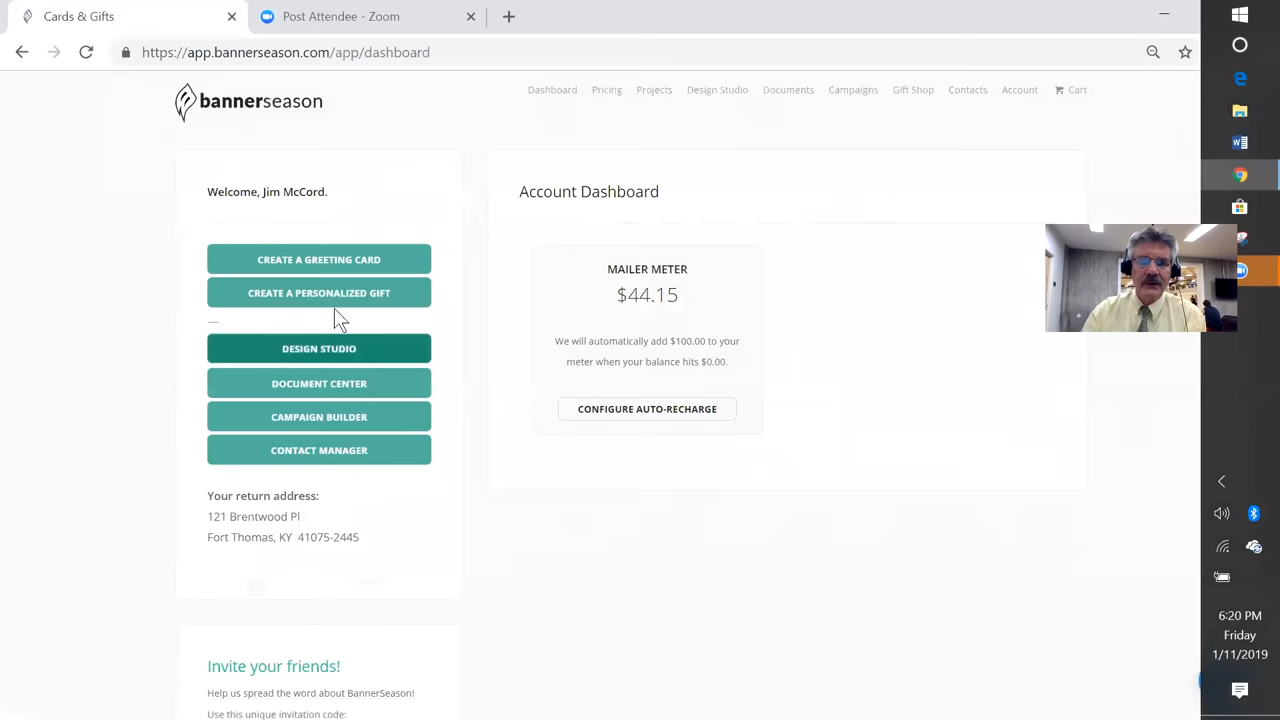 Cards & Gifts
Post Attendee - Zoom
https://app.bannerseason.com/app/dashboard
bannerseason
Dashboard Pricing Projects Design Studio Documents Campaigns Gift Shop Contacts Account Cart
Welcome, Jim McCord.
CREATE A GREETING CARD
CREATE A PERSONALIZED GIFT
DESIGN STUDIO
DOCUMENT CENTER
CAMPAIGN BUILDER
CONTACT MANAGER
Your return address:
121 Brentwood Pl
Fort Thomas, KY 41075-2445
Invite your friends!
Help us spread the word about BannerSeason!
Use this unique invitation code:
Account Dashboard
MAILER METER
$44.15
We will automatically add $100.00 to your
meter when your balance hits $0.00.
CONFIGURE AUTO-RECHARGE
6:20 PM
Friday
1/11/2019